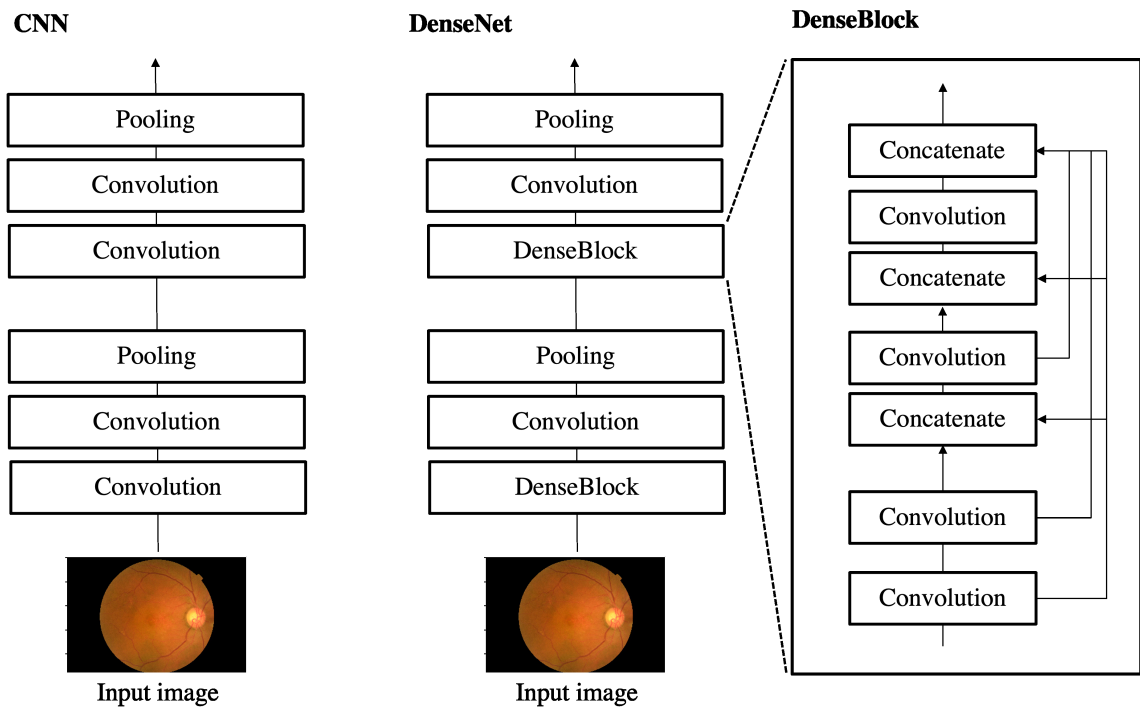 CNN
Pooling
Convolution
Convolution
Pooling
Convolution
Convolution
Input image
DenseNet
Pooling
Convolution
DenseBlock
Pooling
Convolution
DenseBlock
Input image
DenseBlock
Concatenate
Convolution
Concatenate
Convolution
Concatenate
Convolution
Convolution